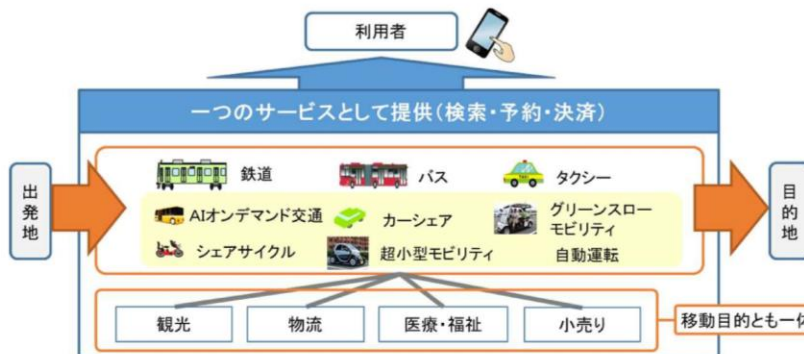 利用者
一つのサービスとして提供(検索・予約・決済)
出発地
鉄道
バス
タクシー
目的地
AIオンデマンド交通
カーシェア
グリーンスロー
モビリティ
シェアサイクル
超小型モビリティ
自動運転
観光
物流
医療・福祉
小売り
移動目的とも一体